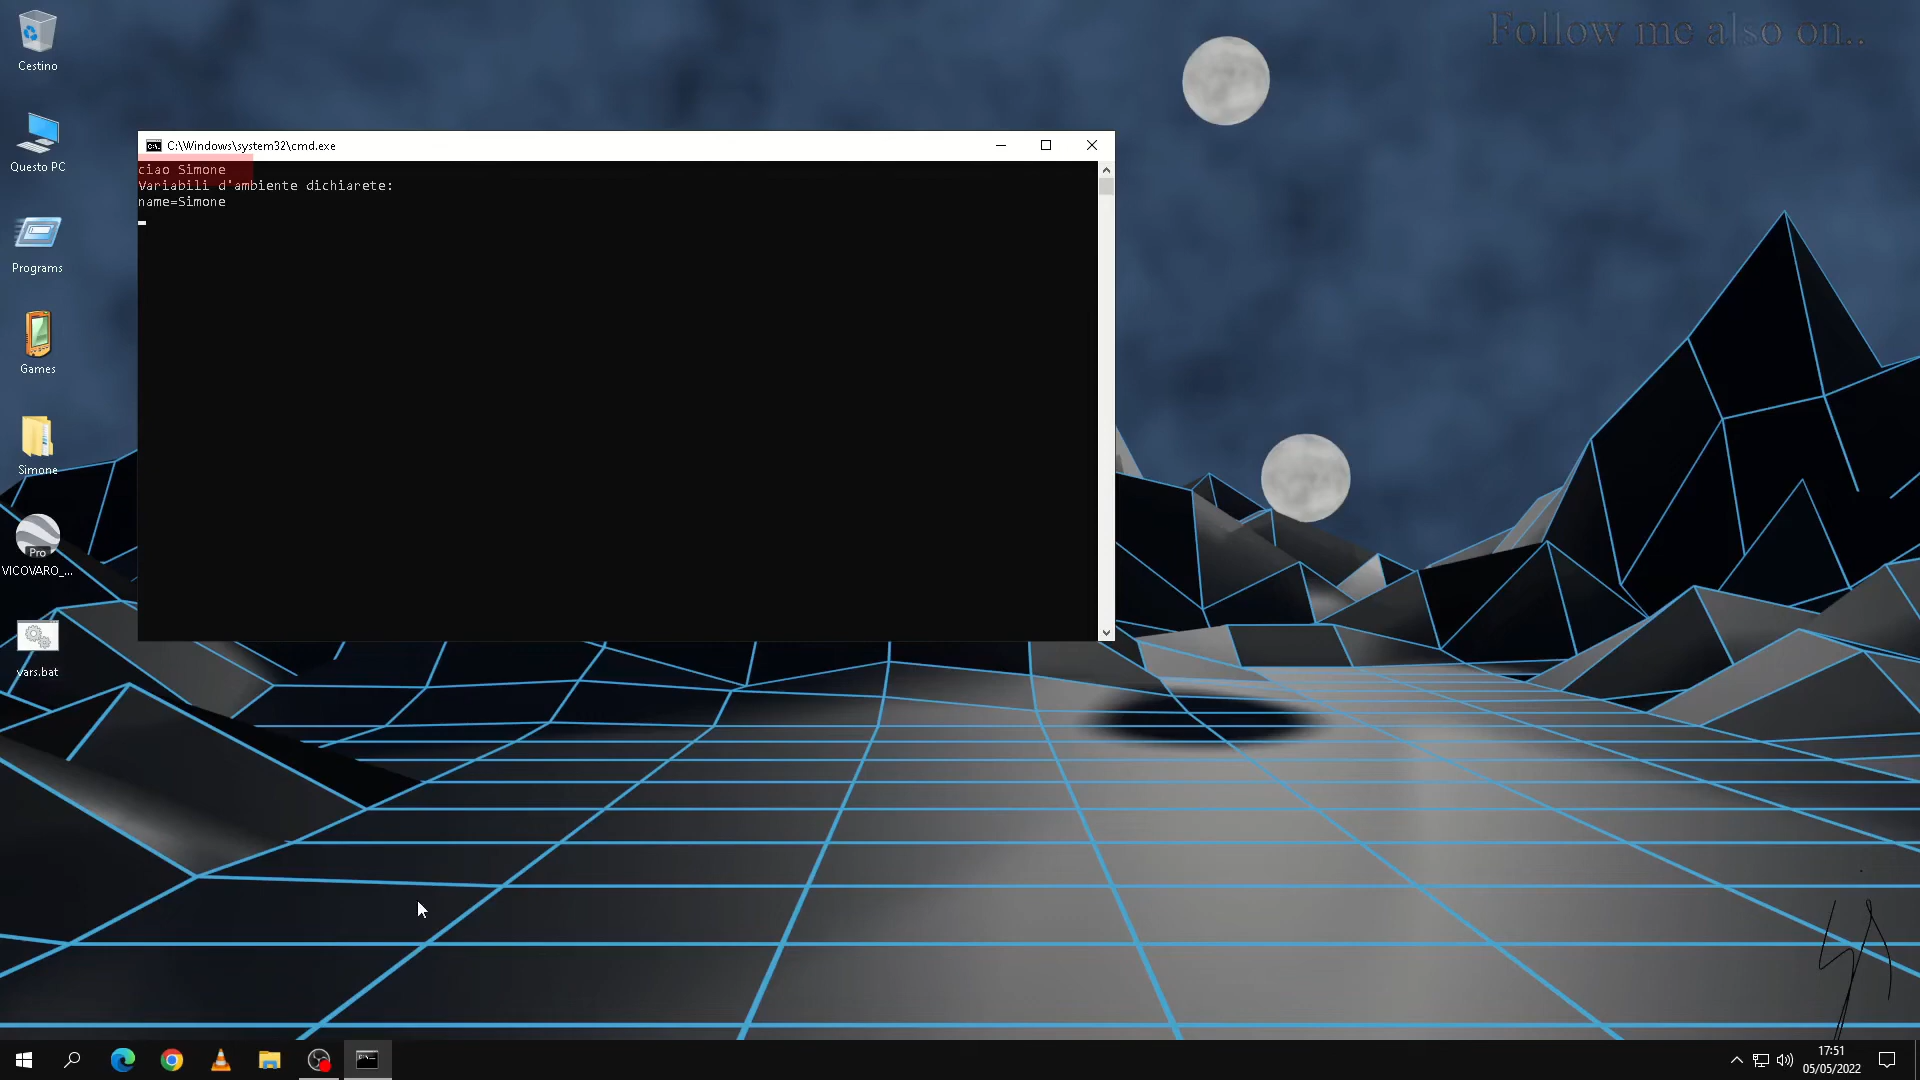 Follow me also on..
Cestino
Questo PC
Programs
Games
Simone
Pro
VICOVARO_...
vars.bat
C:\Windows\system32\cmd.exe
ciao Simone
Variabili d'ambiente dichiarete:
name=Simone
17:51
05/05/2022